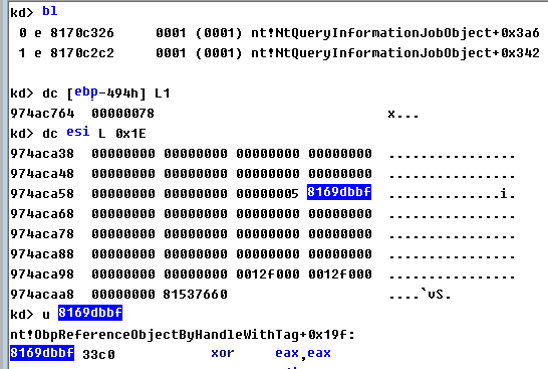 kd> bl
0 e 8170c326 0001 (0001) nt!NtQueryInformationJobObject+0x3a6
1 e 8170c2c2 0001 (0001) nt!NtQueryInformationJobObject+0x342
kd> dc [ebp-494h] L1
974ac764 00000078 x...
kd> dc esi L 0x1E
974aca38 00000000 00000000 00000000 00000000 ................
974aca48 00000000 00000000 00000000 00000000 ................
974aca58 00000000 00000000 00000005 8169dbbf ..............i.
974aca68 00000000 00000000 00000000 00000000 ................
974aca78 00000000 00000000 00000000 00000000 ................
974aca88 00000000 00000000 00000000 00000000 ................
974aca98 00000000 00000000 0012f000 0012f000 ................
974acaa8 00000000 81537660 ....`vS.
kd> u 8169dbbf
nt!ObpReferenceObjectByHandleWithTag+0x19f:
8169dbbf 33c0 xor eax,eax